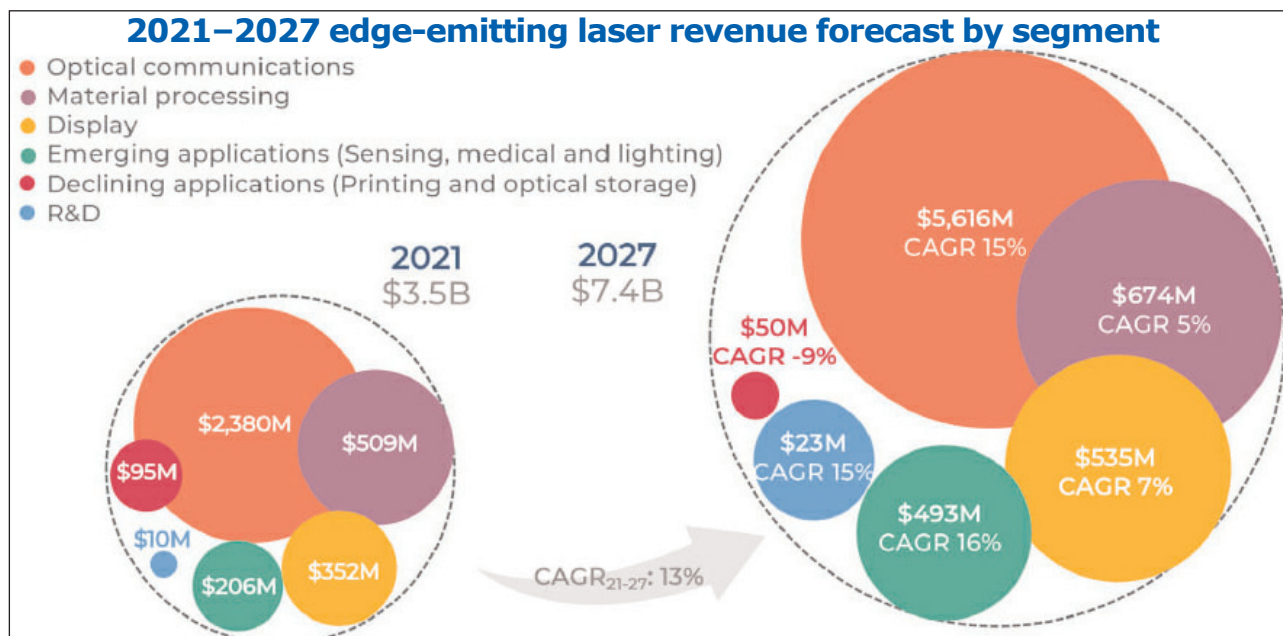 2021–2027 edge-emitting laser revenue forecast by segment
Optical communications
Material processing
Display
Emerging applications (Sensing, medical and lighting)
Declining applications (Printing and optical storage)
R&D
2021
$3.5B
2027
$7.4B
$2,380M
$509M
$95M
$10M
$206M
$352M
CAGR21-27: 13%
$5,616M
CAGR 15%
$674M
CAGR 5%
$50M
CAGR -9%
$23M
CAGR 15%
$535M
CAGR 7%
$493M
CAGR 16%